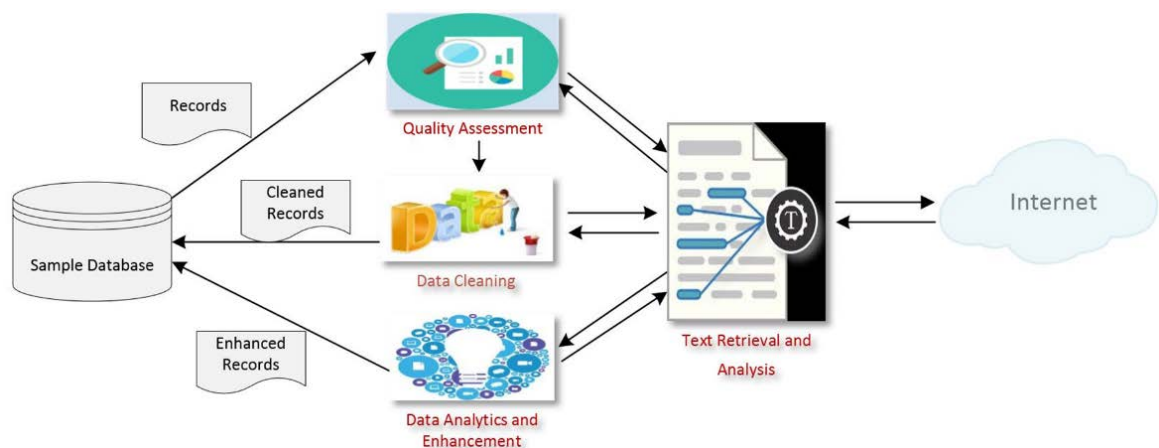 Records
Quality Assessment
Cleaned
Records
Data
Internet
T
Sample Database
Data Cleaning
Enhanced
Records
Text Retrieval and
Analysis
Data Analytics and
Enhancement